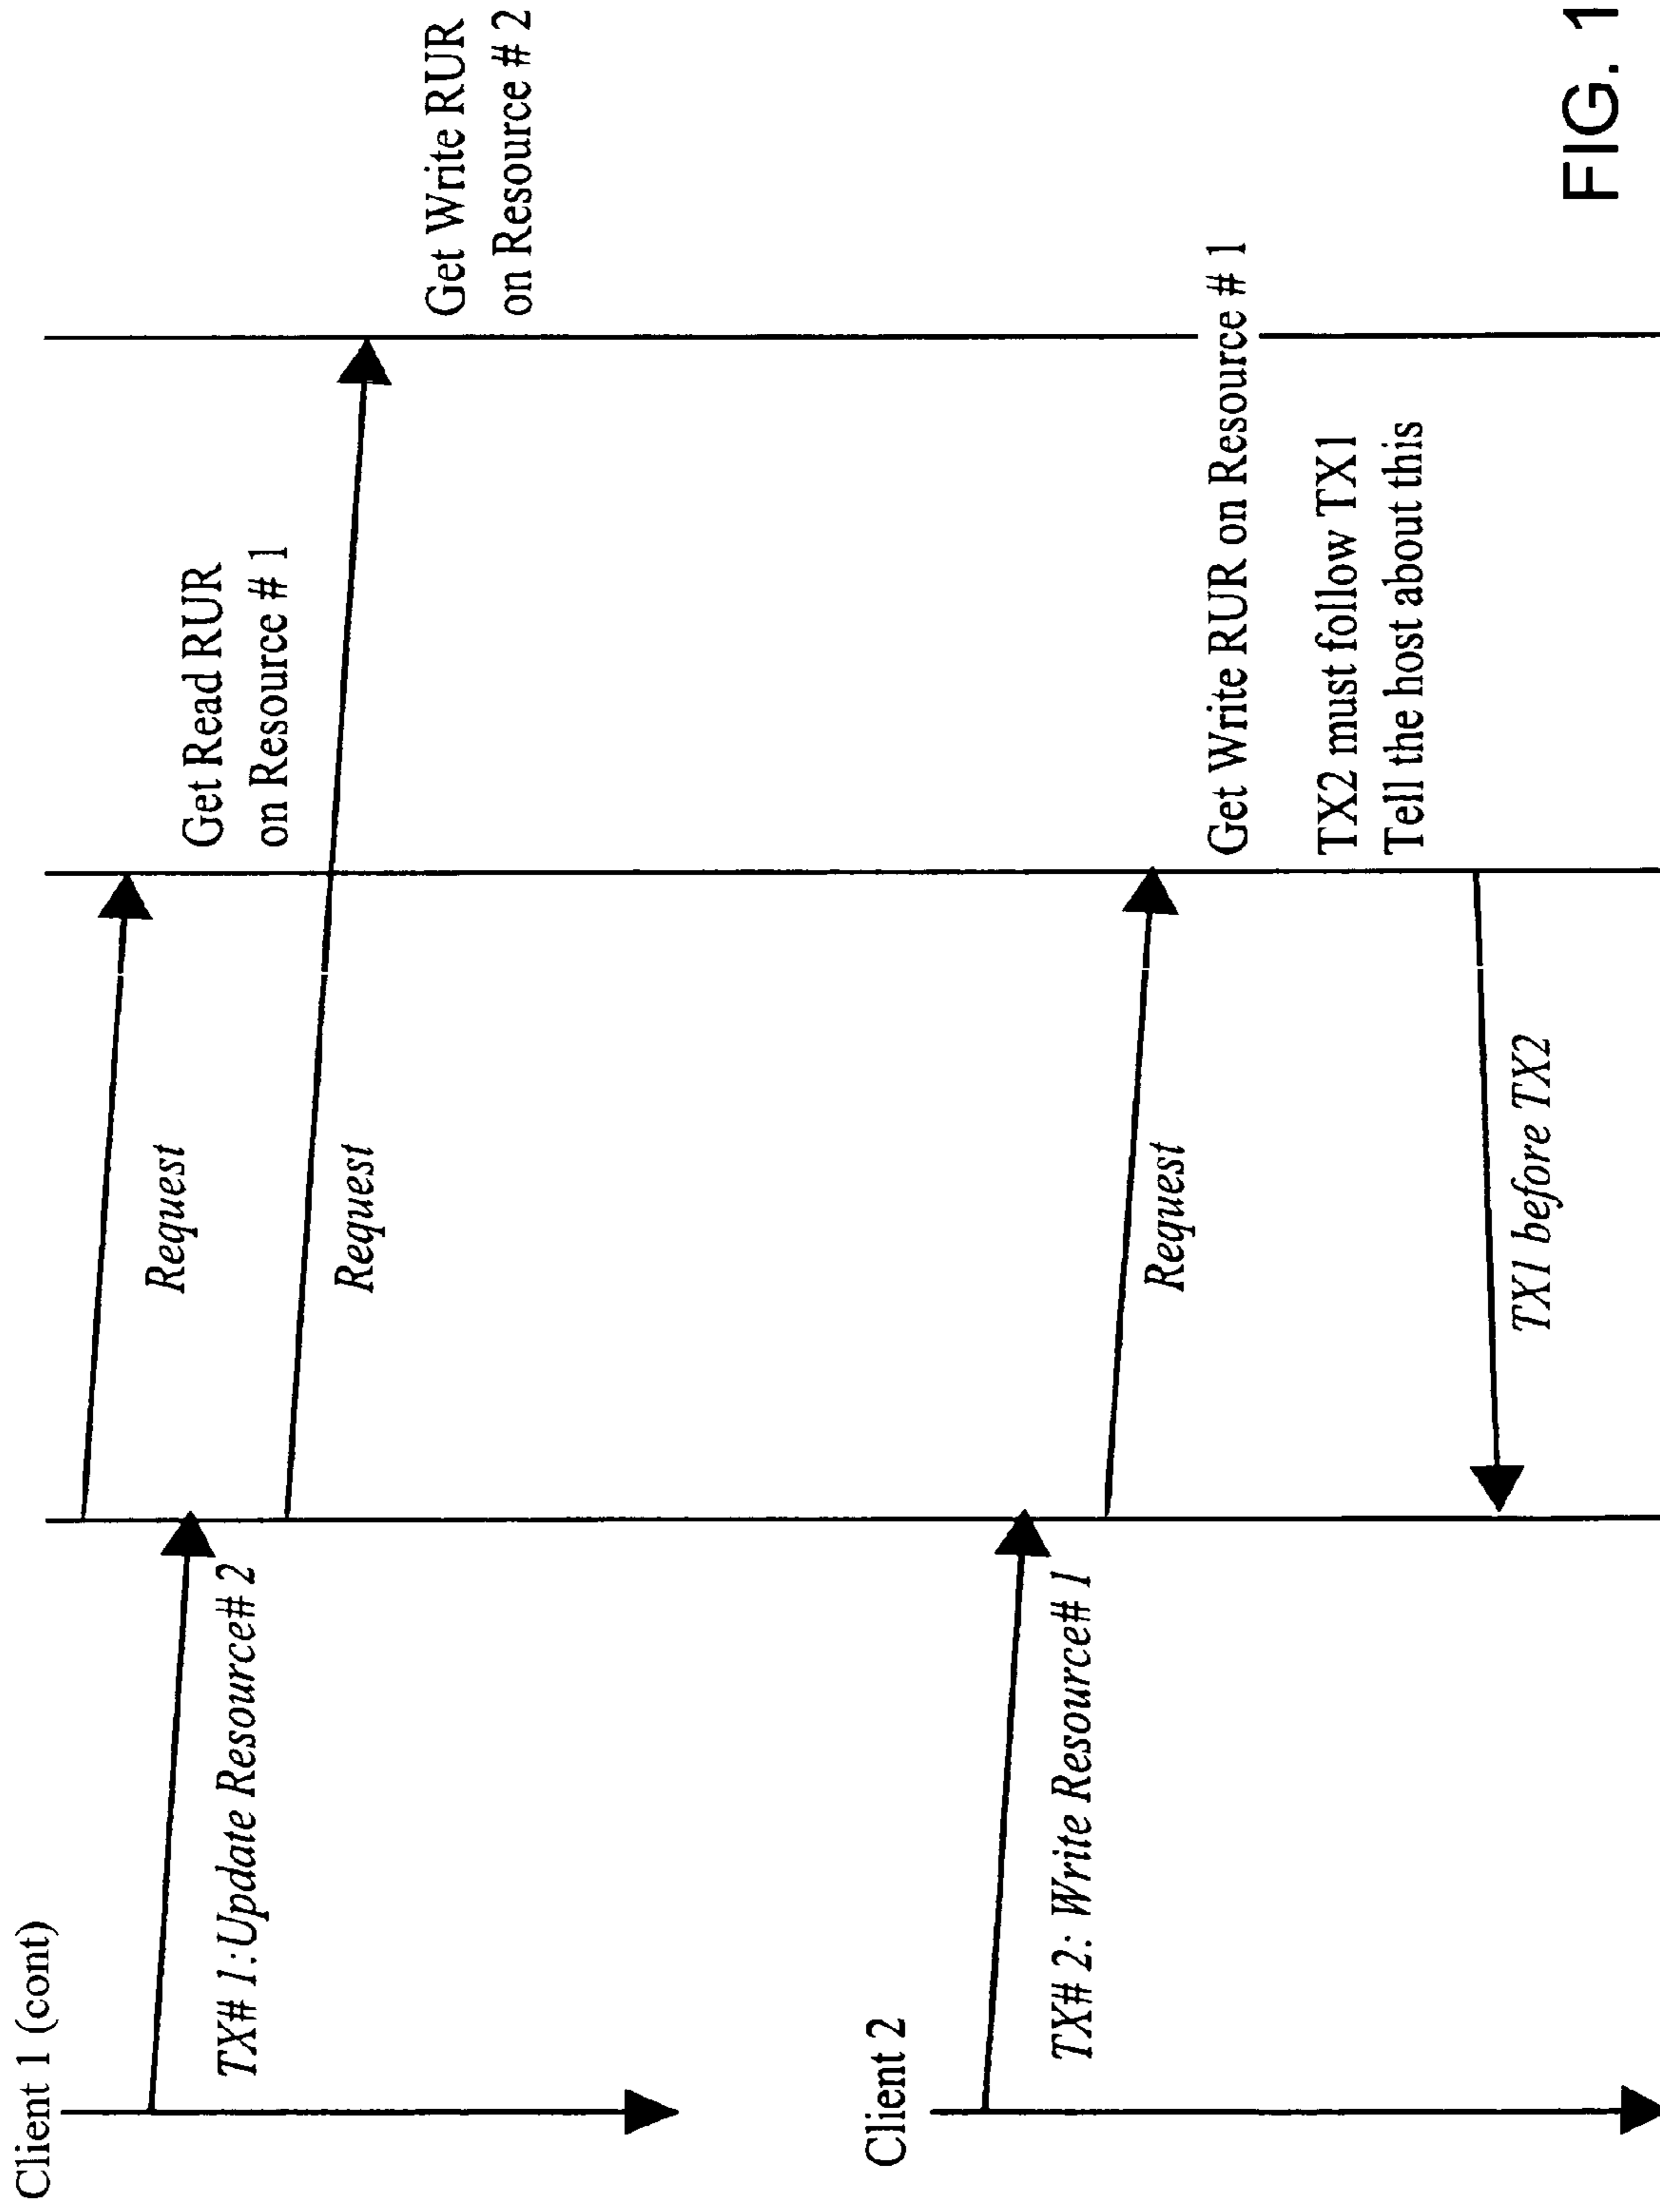 Client 1 (cont)
Request
Get Read RUR
on Resource # 1
TX# 1:Update Resource# 2
Request
Get Write RUR
on Resource # 2
Client 2
TX# 2: Write Resource# 1
Request
Get Write RUR on Resource # 1
TX2 must follow TX1
Tell the host about this
TX1 before TX2
FIG. 1